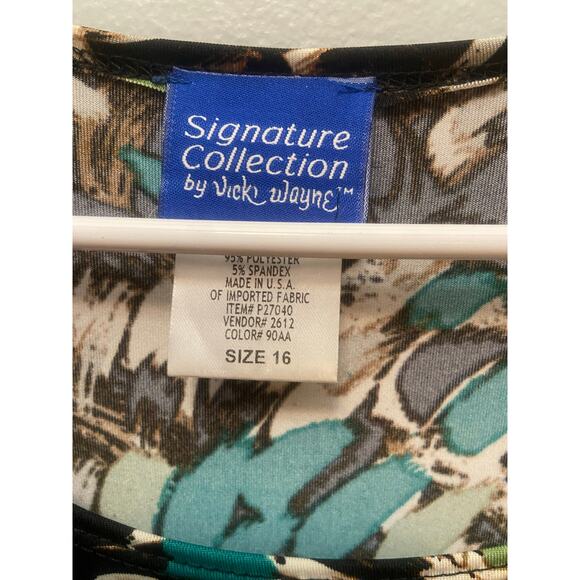 Signature
Collection
by Vicki Wayne™
95% POLYESTER
5% SPANDEX
MADE IN U.S.A.
OF IMPORTED FABRIC
ITEM# P27040
VENDOR# 2612
COLOR# 90AA
SIZE 16